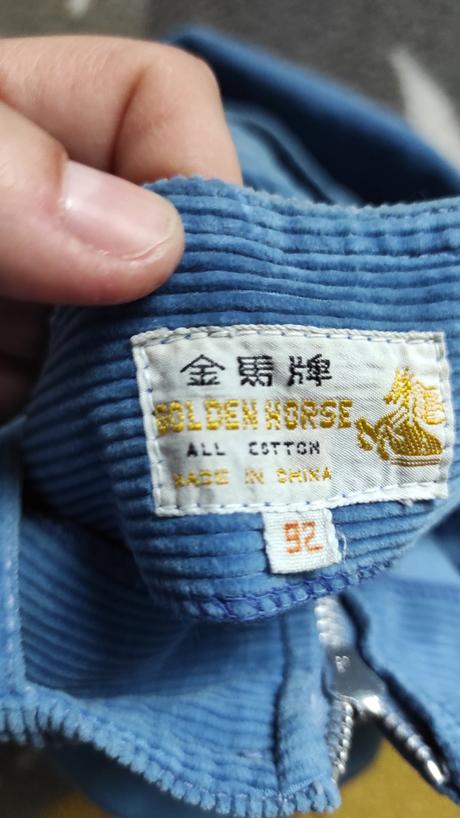 金馬牌
GOLDEN HORSE
ALL COTTON
MADE IN CHINA
92